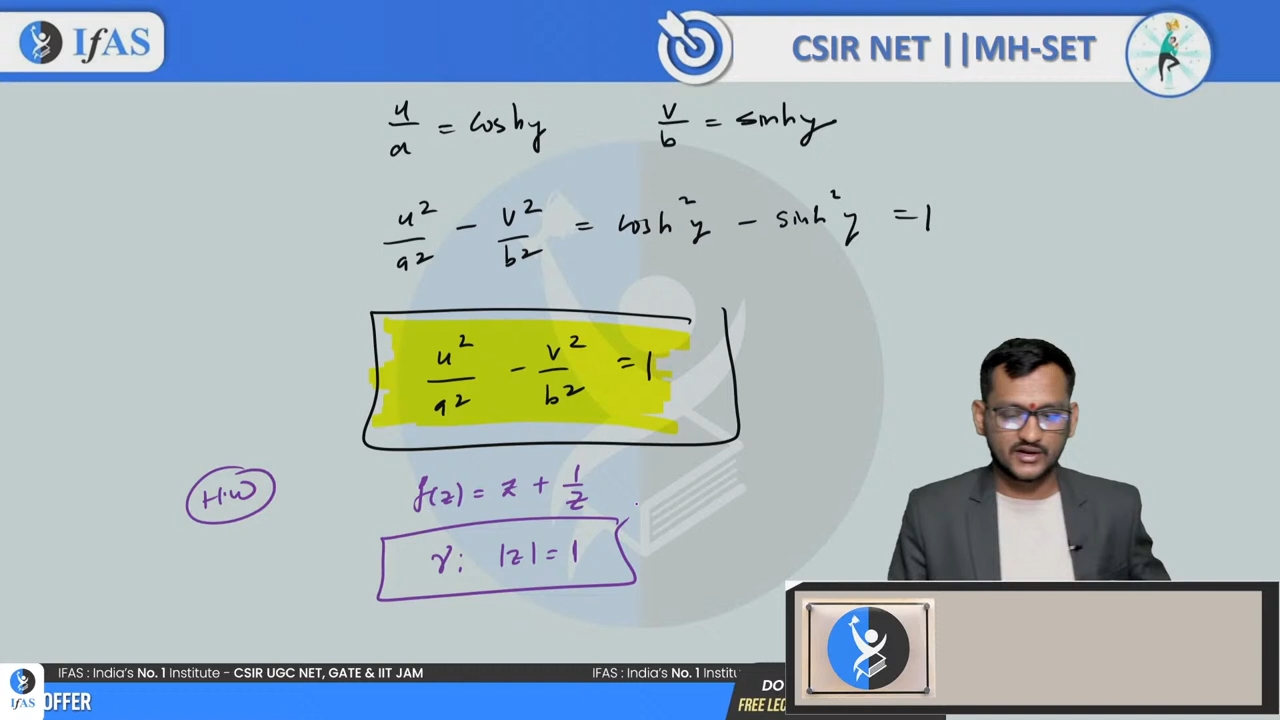 IfAS
CSIR NET ||MH-SET
u/a = coshy v/b = sinhy
u²/a² - v²/b² = cosh²y - sinh²y = 1
u²/a² - v²/b² = 1
H.W
f(z) = z + 1/z
γ: |z| = 1
IFAS : India's No. 1 Institute - CSIR UGC NET, GATE & IIT JAM
IFAS : India's No. 1 Institu
DO
IfAS
OFFER
FREE LEC